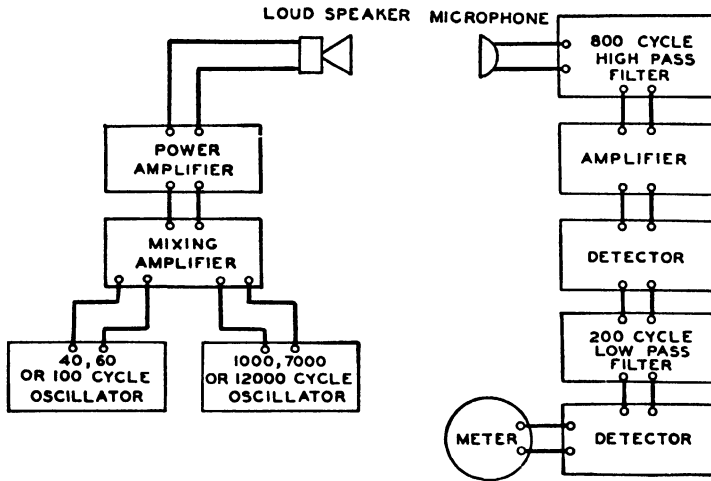 LOUD SPEAKER
POWER
AMPLIFIER
MIXING
AMPLIFIER
40, 60
OR 100 CYCLE
OSCILLATOR
1000, 7000
OR 12000 CYCLE
OSCILLATOR
MICROPHONE
800 CYCLE
HIGH PASS
FILTER
AMPLIFIER
DETECTOR
200 CYCLE
LOW PASS
FILTER
DETECTOR
METER